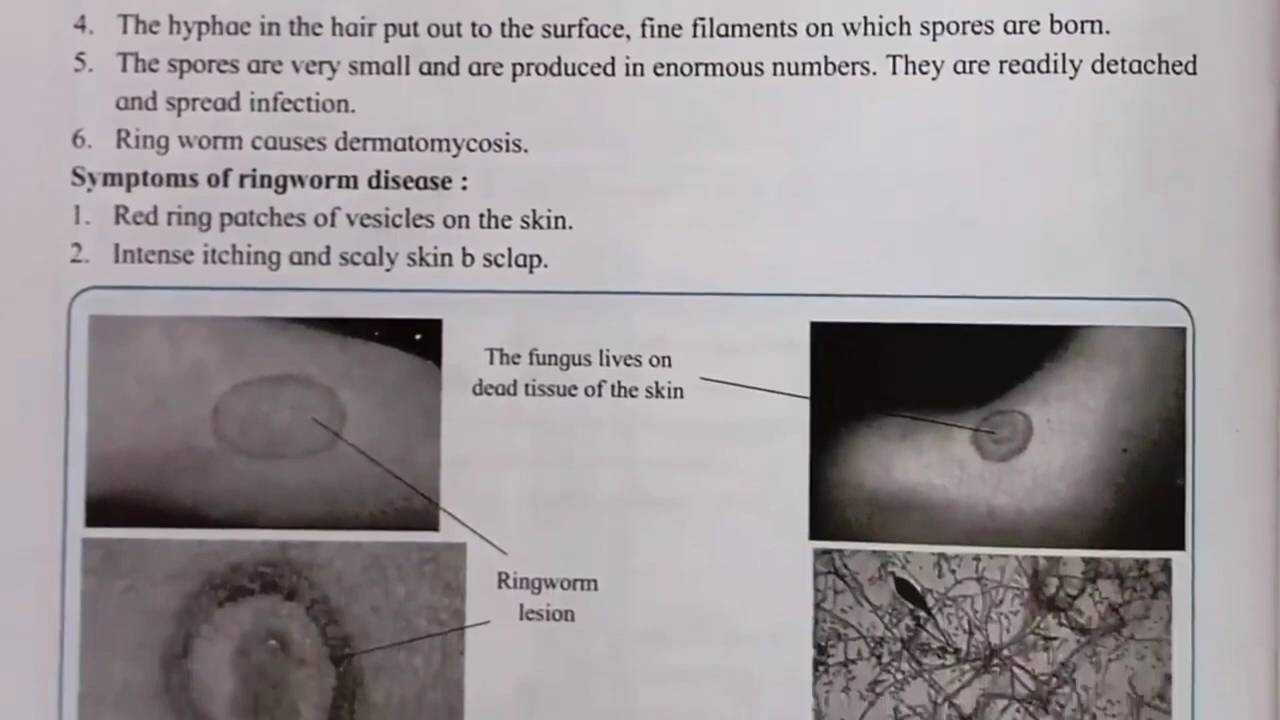 4. The hyphae in the hair put out to the surface, fine filaments on which spores are born.
5. The spores are very small and are produced in enormous numbers. They are readily detached
and spread infection.
6. Ring worm causes dermatomycosis.
Symptoms of ringworm disease :
1. Red ring patches of vesicles on the skin.
2. Intense itching and scaly skin b sclap.
The fungus lives on
dead tissue of the skin
Ringworm
lesion